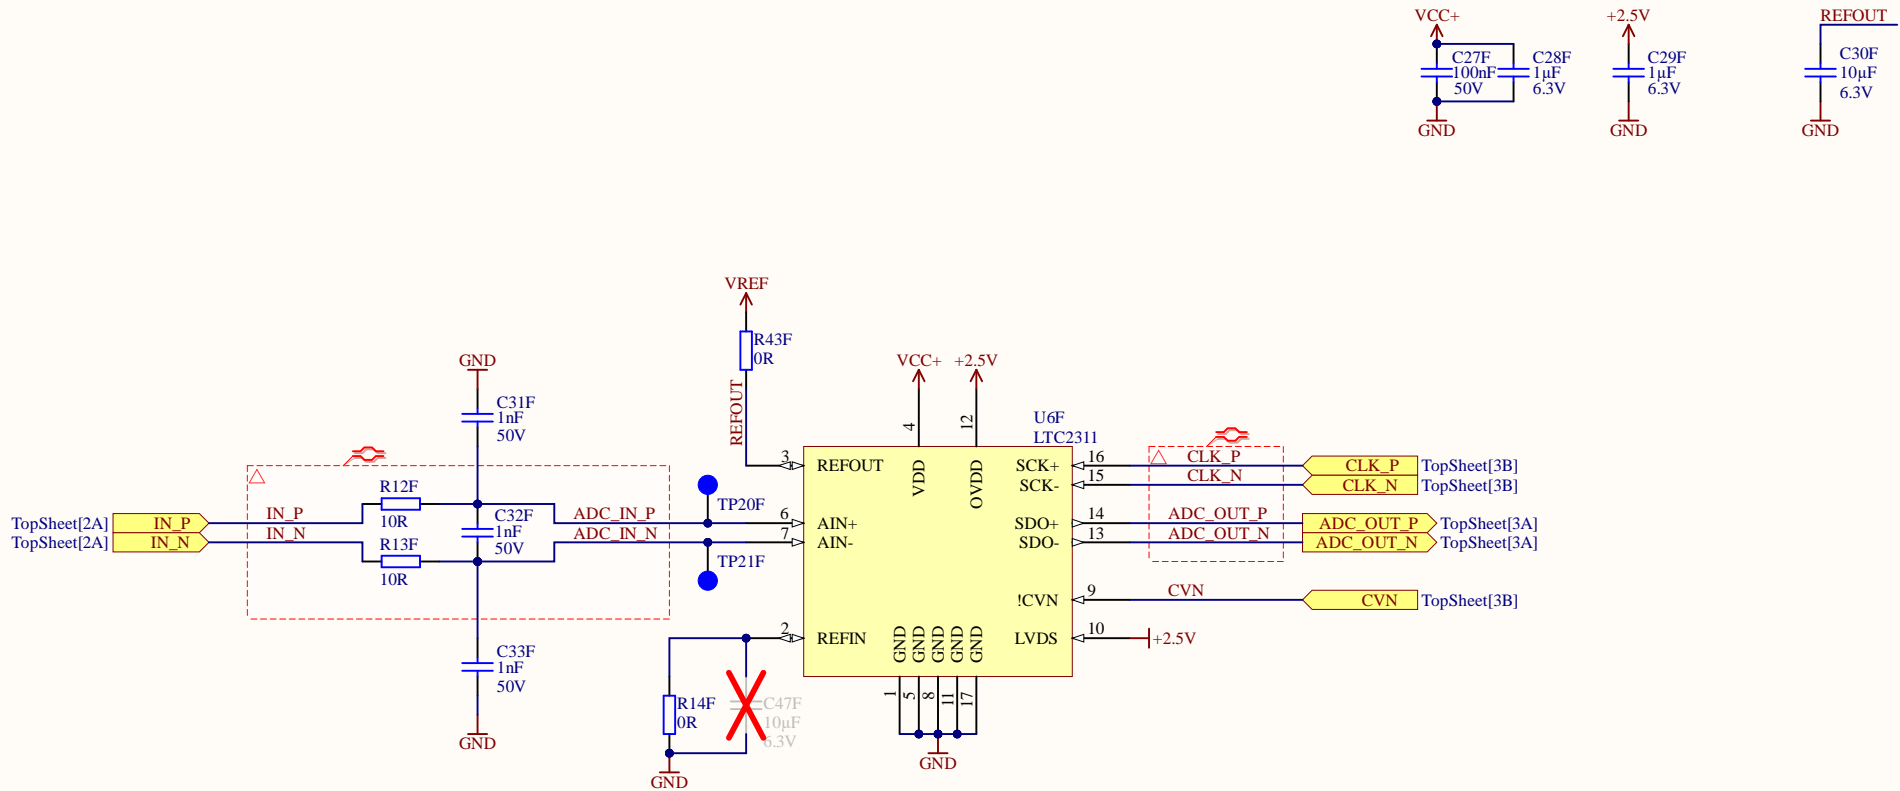 VCC+
+2.5V
REFOUT
C27F
100nF
50V
C28F
1µF
6.3V
C29F
1µF
6.3V
C30F
10µF
6.3V
GND
GND
GND
VREF
R43F
0R
REFOUT
GND
C31F
1nF
50V
VCC+
+2.5V
4
12
U6F
LTC2311
3
REFOUT
VDD
OVDD
SCK+
16
CLK_P
CLK_P
TopSheet[3B]
SCK-
15
CLK_N
CLK_N
TopSheet[3B]
R12F
10R
TP20F
TopSheet[2A]
IN_P
IN_P
C32F
1nF
50V
ADC_IN_P
6
AIN+
SDO+
14
ADC_OUT_P
ADC_OUT_P
TopSheet[3A]
TopSheet[2A]
IN_N
IN_N
ADC_IN_N
7
AIN-
SDO-
13
ADC_OUT_N
ADC_OUT_N
TopSheet[3A]
R13F
10R
TP21F
!CVN
9
CVN
CVN
TopSheet[3B]
2
REFIN
GND
GND
GND
GND
GND
LVDS
10
+2.5V
C33F
1nF
50V
GND
1
5
8
11
17
R14F
0R
C47F
10µF
6.3V
GND
GND